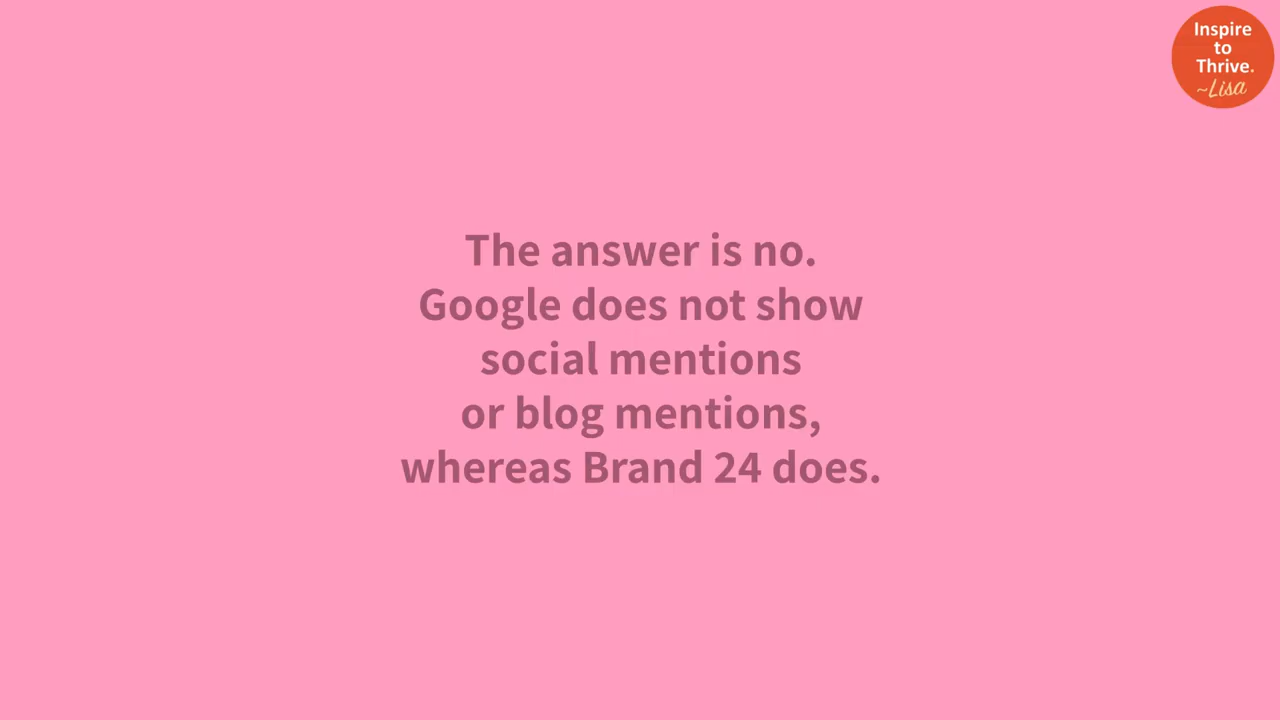 Inspire
to
Thrive.
~Lisa
The answer is no.
Google does not show
social mentions
or blog mentions,
whereas Brand 24 does.